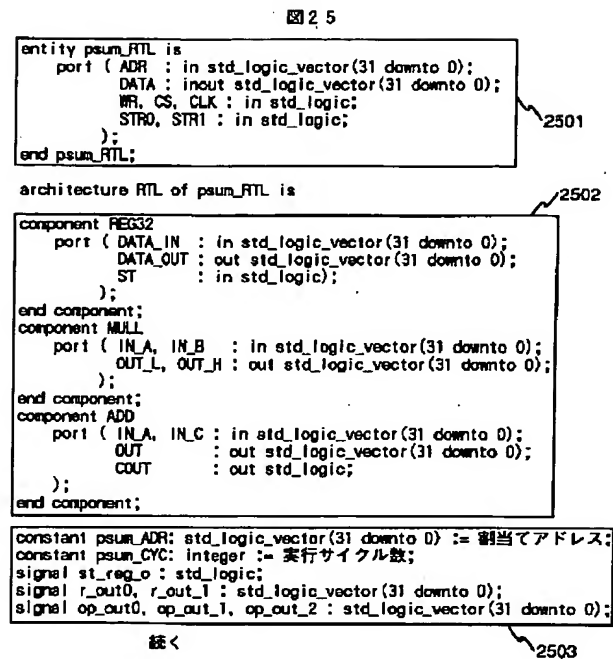 図25
entity psum_RTL is
port ( ADR : in std_logic_vector(31 downto 0);
DATA : inout std_logic_vector(31 downto 0);
WR, CS, CLK : in std_logic;
STR0, STR1 : in std_logic;
);
end psum_RTL;
2501
architecture RTL of psum_RTL is
2502
component REG32
port ( DATA_IN : in std_logic_vector(31 downto 0);
DATA_OUT : out std_logic_vector(31 downto 0);
ST : in std_logic);
);
end component;
component MULL
port ( IN_A, IN_B : in std_logic_vector(31 downto 0);
OUT_L, OUT_H : out std_logic_vector(31 downto 0);
);
end component;
component ADD
port ( IN_A, IN_C : in std_logic_vector(31 downto 0);
OUT : out std_logic_vector(31 downto 0);
COUT : out std_logic;
);
end component;
constant psum_ADR: std_logic_vector(31 downto 0) := 割当てアドレス;
constant psum_CYC: integer := 実行サイクル数;
signal st_reg_o : std_logic;
signal r_out0, r_out_1 : std_logic_vector(31 downto 0);
signal op_out0, op_out_1, op_out_2 : std_logic_vector(31 downto 0);
続く
2503